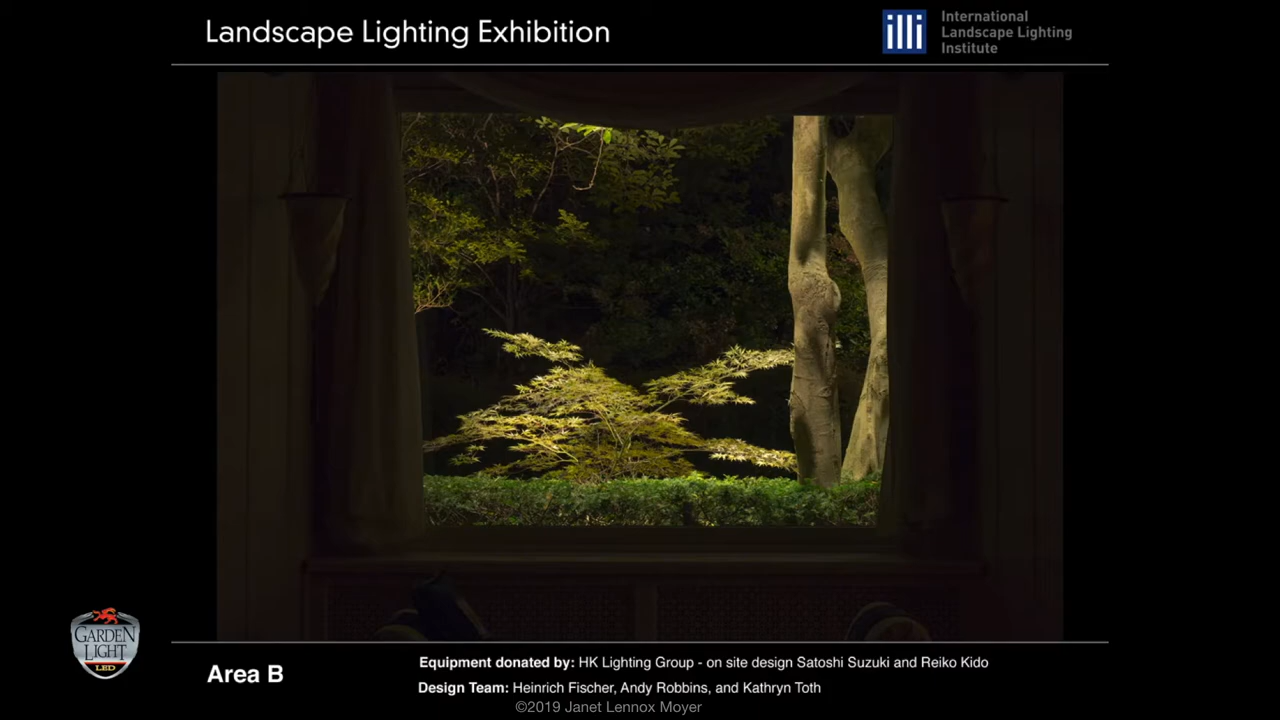 Landscape Lighting Exhibition
illi
International
Landscape Lighting
Institute
GARDEN
LIGHT
LED
Area B
Equipment donated by: HK Lighting Group - on site design Satoshi Suzuki and Reiko Kido
Design Team: Heinrich Fischer, Andy Robbins, and Kathryn Toth
©2019 Janet Lennox Moyer